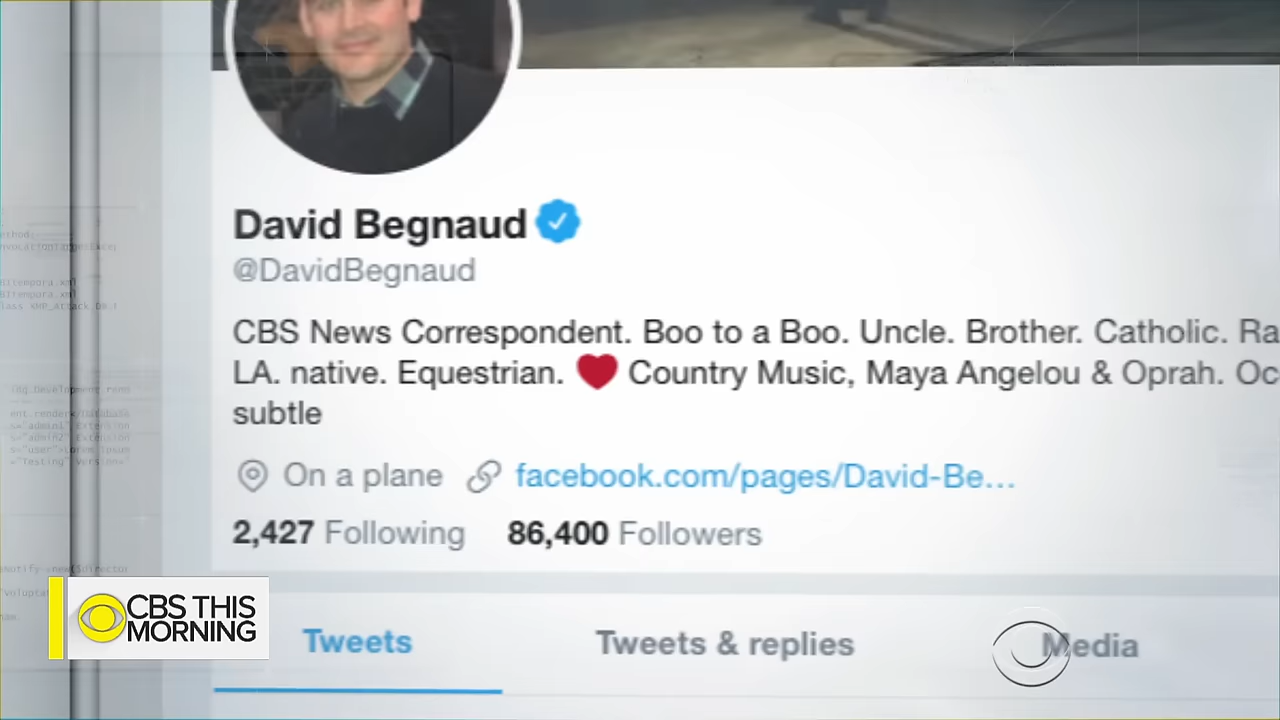 David Begnaud
@DavidBegnaud
CBS News Correspondent. Boo to a Boo. Uncle. Brother. Catholic. Ra
LA. native. Equestrian. ❤️ Country Music, Maya Angelou & Oprah. Oc
subtle
On a plane facebook.com/pages/David-Be...
2,427 Following 86,400 Followers
CBS THIS
MORNING
Tweets Tweets & replies Media